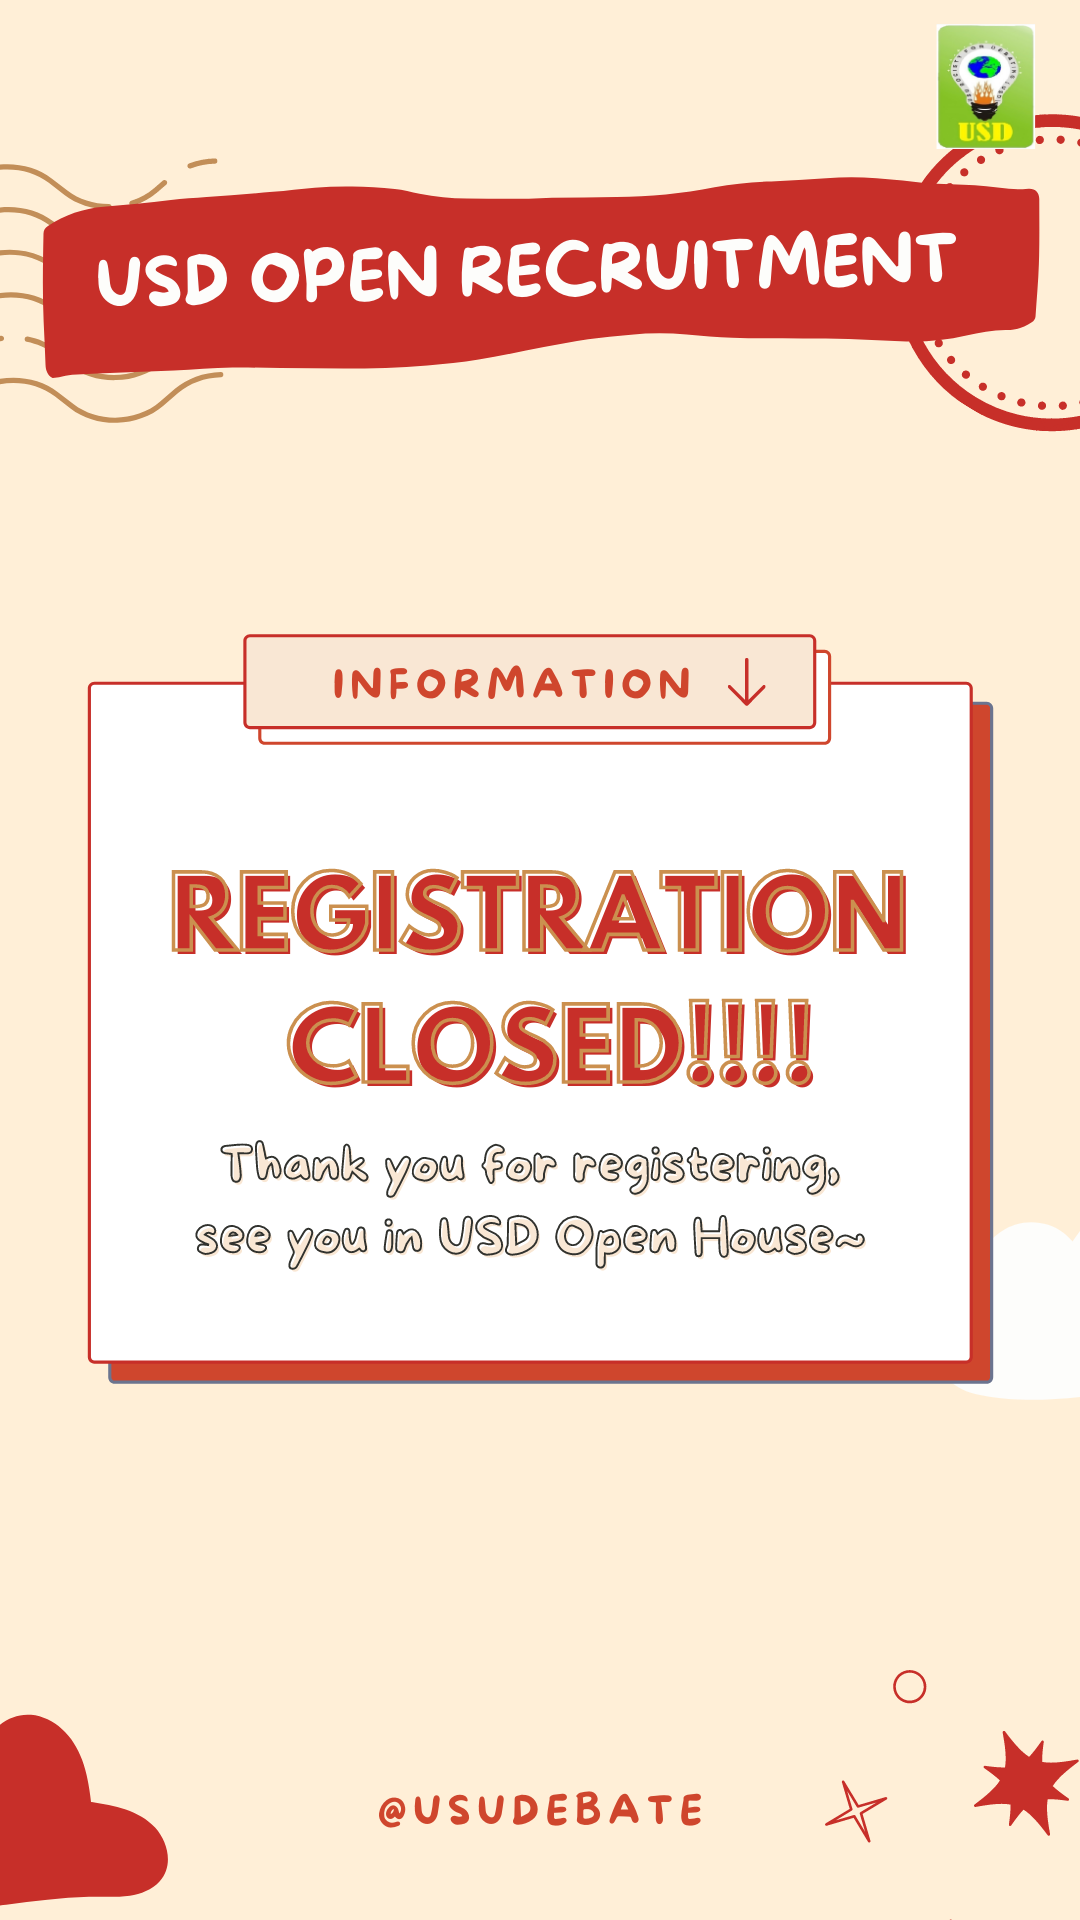 USD
USD OPEN RECRUITMENT
INFORMATION
REGISTRATION
CLOSED!!!!
Thank you for registering,
see you in USD Open House~
@USUDEBATE